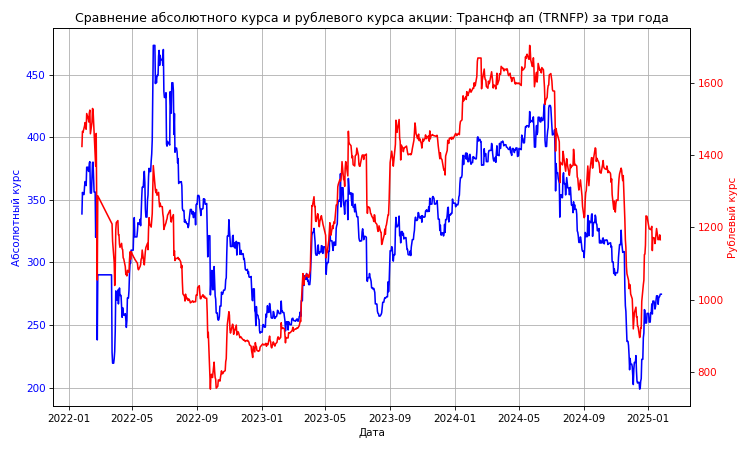 Сравнение абсолютного курса и рублевого курса акции: Транснф ап (TRNFP) за три года
450
400
350
300
250
200
Абсолютный курс
1600
1400
1200
1000
800
Рублевый курс
2022-01 2022-05 2022-09 2023-01 2023-05 2023-09 2024-01 2024-05 2024-09 2025-01
Дата